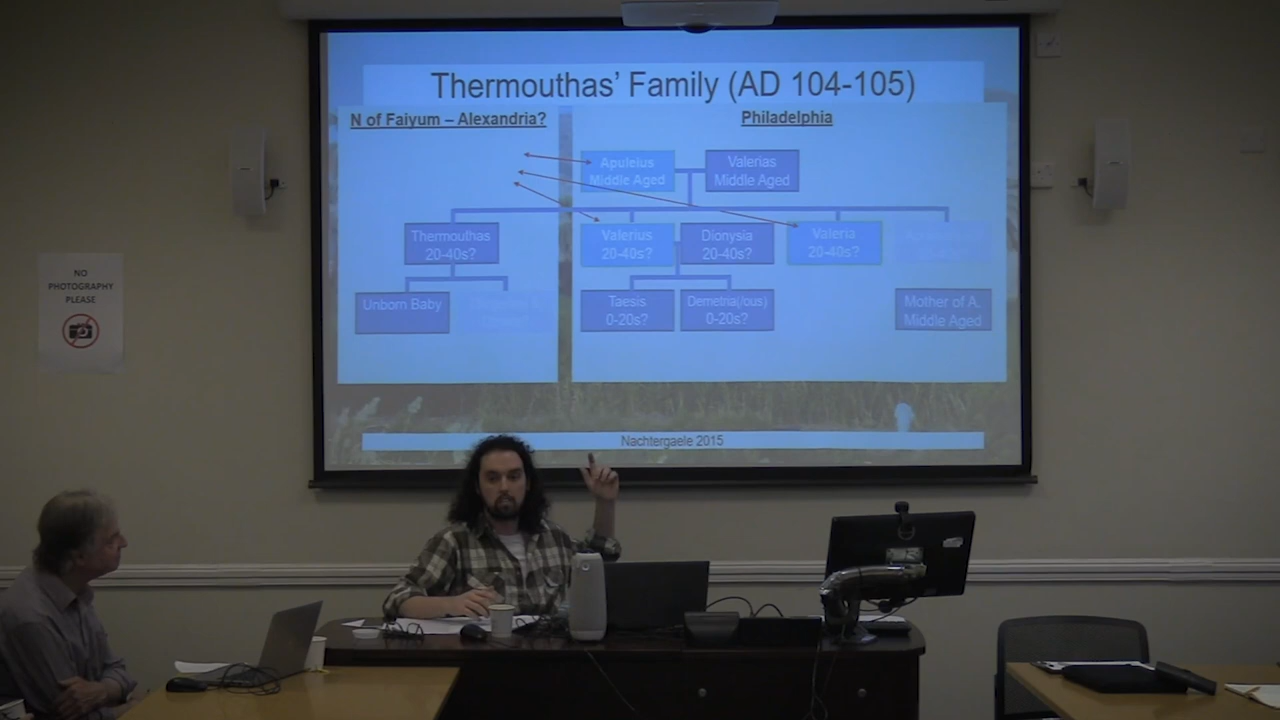 Thermouthas' Family (AD 104-105)
N of Faiyum – Alexandria?
Philadelphia
Apuleius
Middle Aged
Valerias
Middle Aged
Thermouthas
20-40s?
Valerius
20-40s?
Dionysia
20-40s?
Valeria
20-40s?
Unborn Baby
Taesis
0-20s?
Demetria(/ous)
0-20s?
Mother of A.
Middle Aged
Nachtergaele 2015
NO
PHOTOGRAPHY
PLEASE